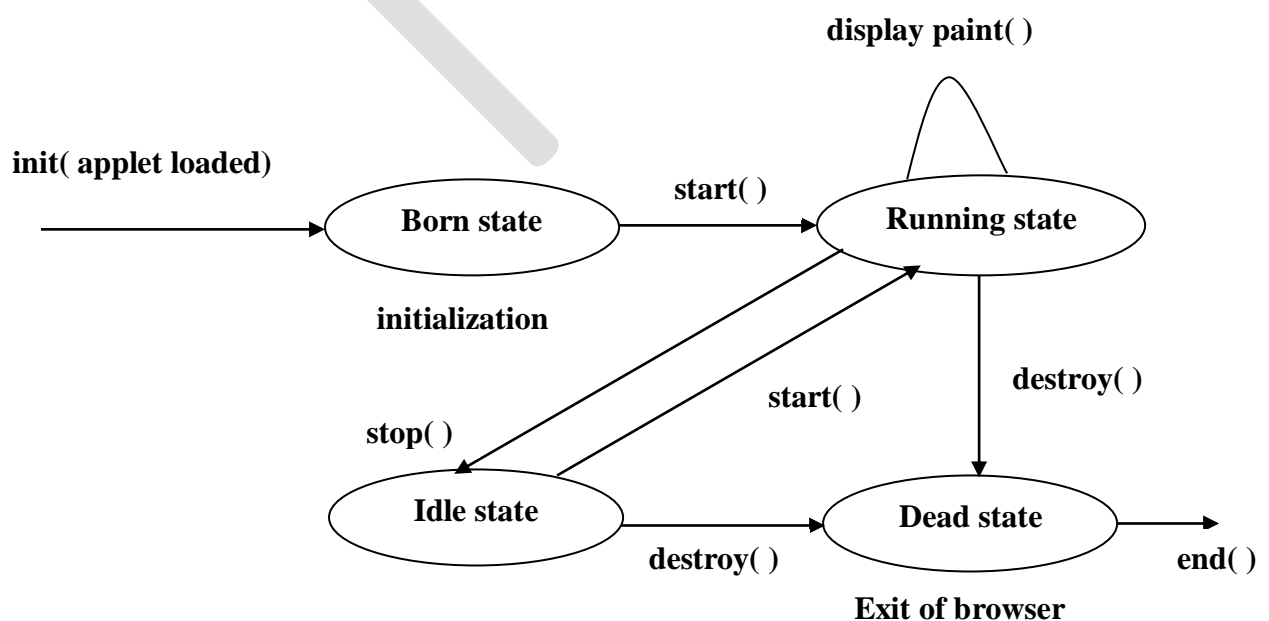 display paint( )
init( applet loaded)
start( )
Born state
Running state
initialization
destroy( )
start( )
stop( )
Idle state
Dead state
destroy( )
end( )
Exit of browser